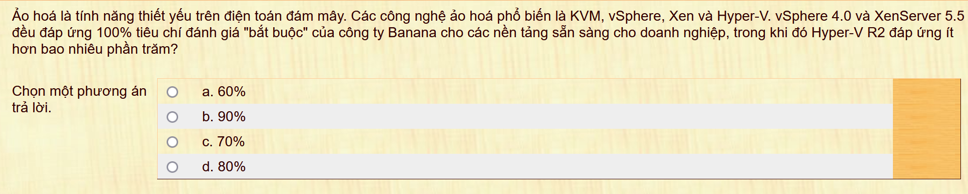 Ảo hoá là tính năng thiết yếu trên điện toán đám mây. Các công nghệ ảo hoá phổ biến là KVM, vSphere, Xen và Hyper-V. vSphere 4.0 và XenServer 5.5
đều đáp ứng 100% tiêu chí đánh giá "bắt buộc" của công ty Banana cho các nền tảng sẵn sàng cho doanh nghiệp, trong khi đó Hyper-V R2 đáp ứng ít
hơn bao nhiêu phần trăm?
Chọn một phương án
trả lời.
a. 60%
b. 90%
c. 70%
d. 80%